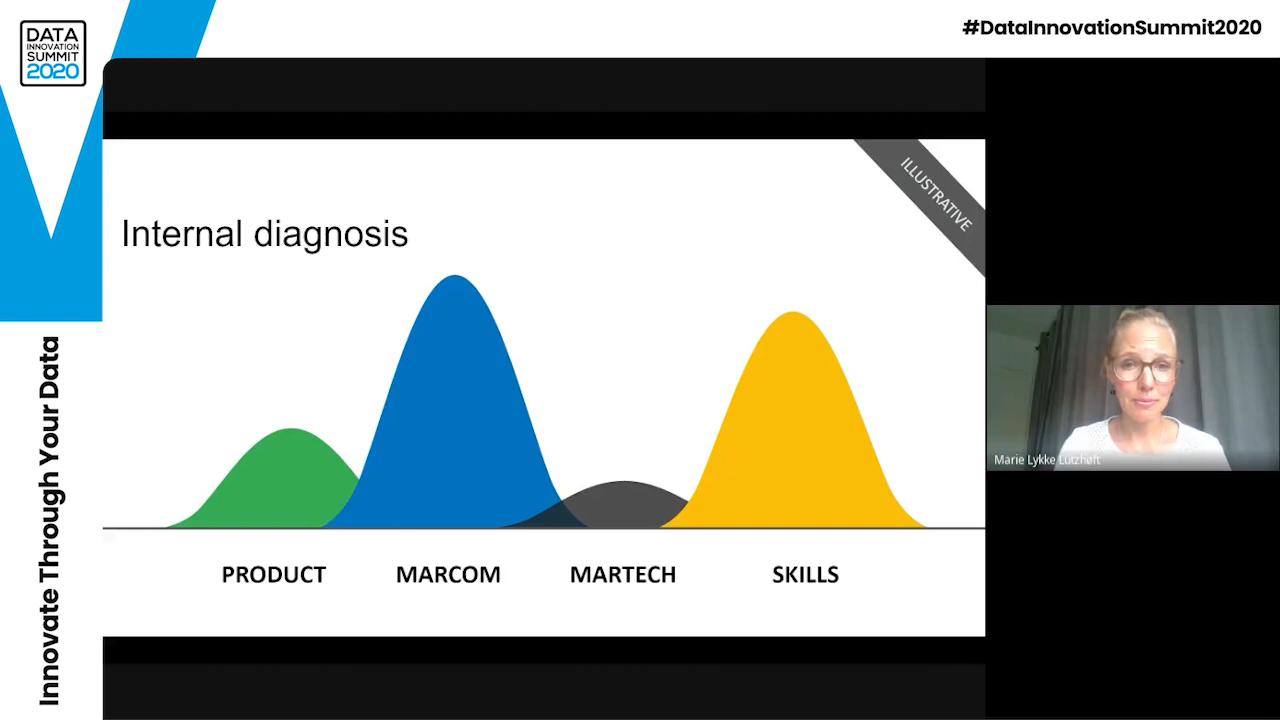 DATA
INNOVATION
SUMMIT
2020
#DataInnovationSummit2020
ILLUSTRATIVE
Internal diagnosis
PRODUCT MARCOM MARTECH SKILLS
Marie Lykke Lützhøft
Innovate Through Your Data